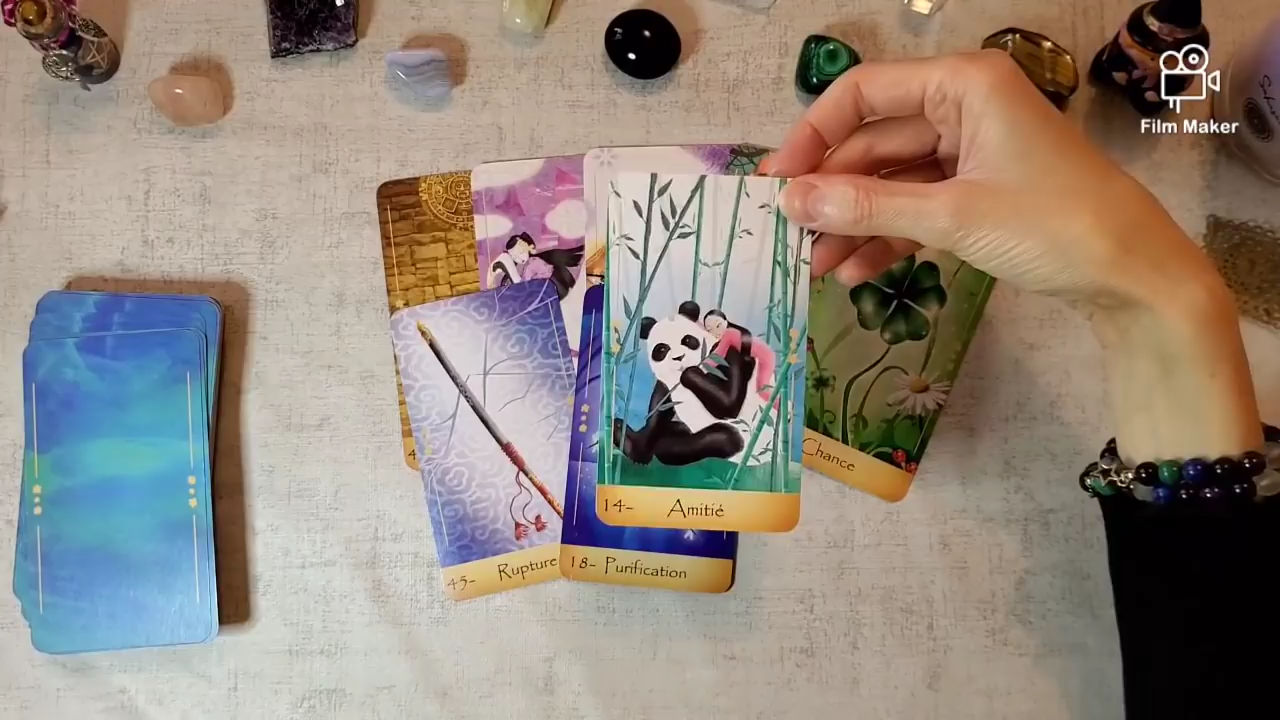 Film Maker
Chance
14- Amitié
45- Rupture
18- Purification